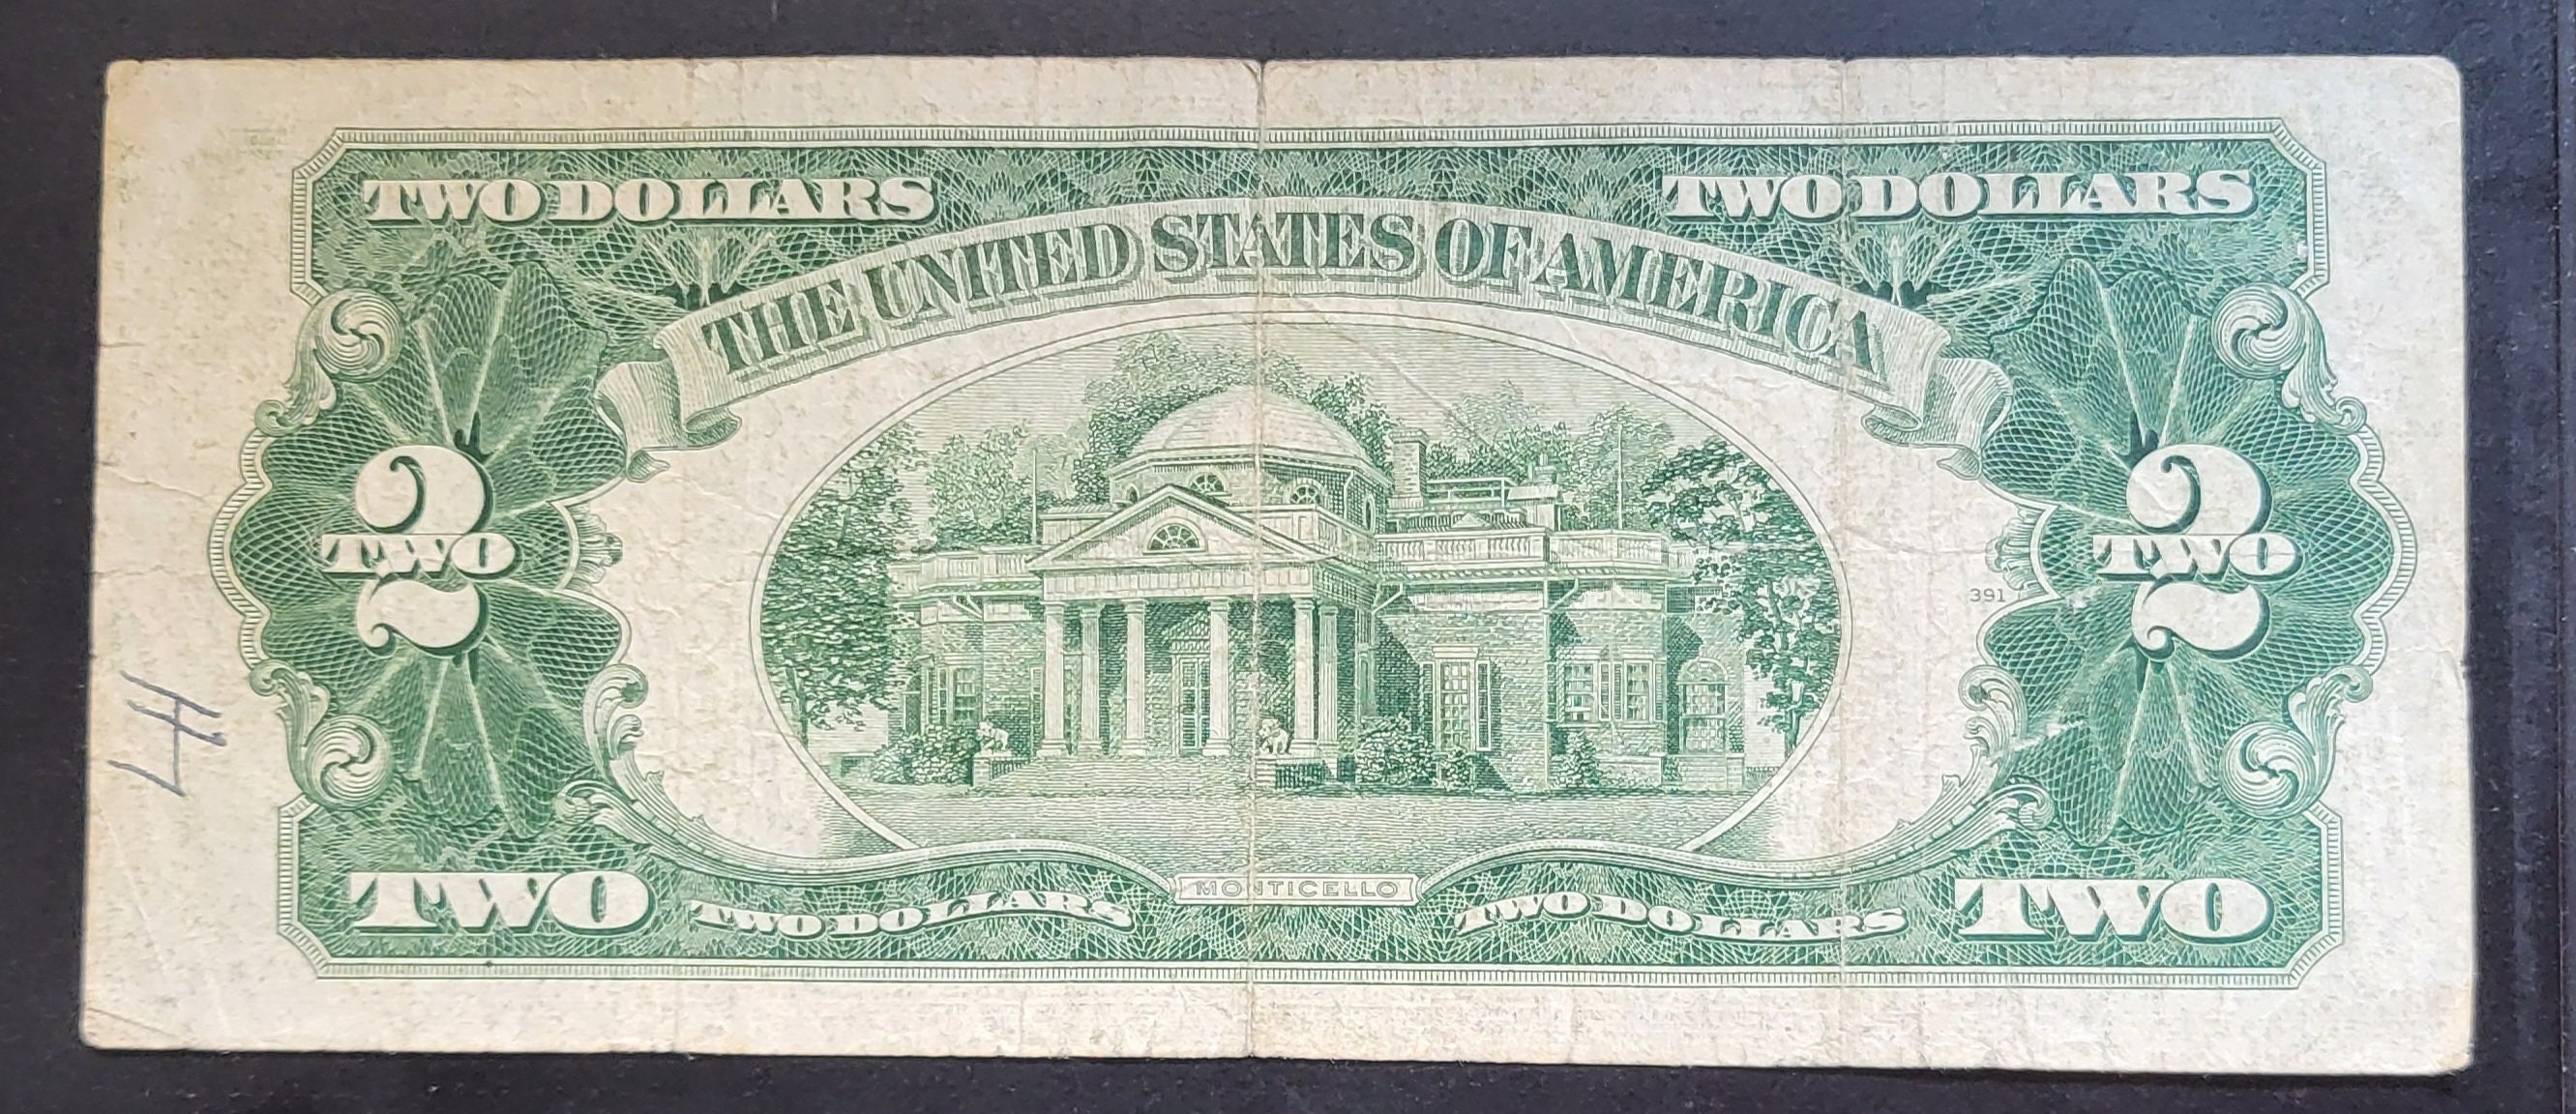 TWO DOLLARS
TWO DOLLARS
THE UNITED STATES OF AMERICA
2
TWO
2
TWO
391
TWO
TWO DOLLARS
MONTICELLO
TWO DOLLARS
TWO